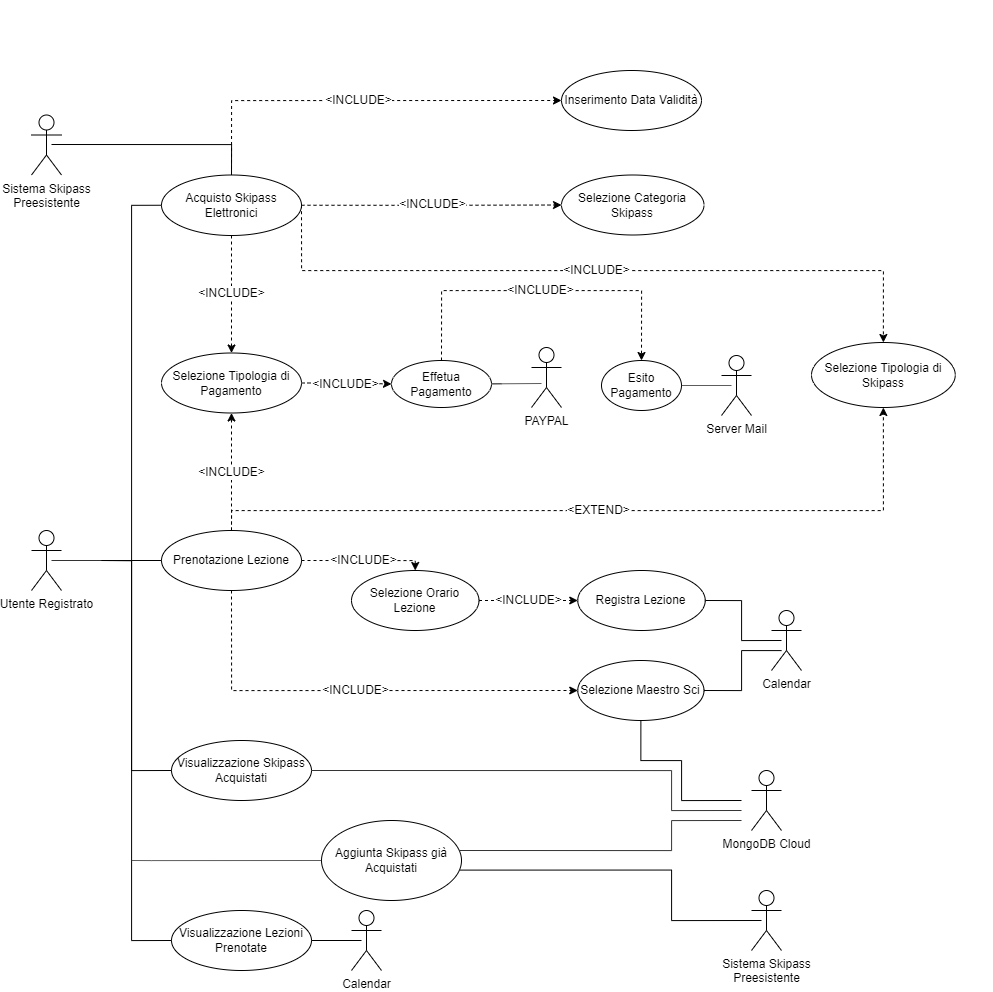 <INCLUDE>
Inserimento Data Validità
Sistema Skipass
Preesistente
Acquisto Skipass
Elettronici
<INCLUDE>
Selezione Categoria
Skipass
<INCLUDE>
<INCLUDE>
<INCLUDE>
Selezione Tipologia di
Pagamento
<INCLUDE>
Effetua
Pagamento
PAYPAL
Esito
Pagamento
Server Mail
Selezione Tipologia di
Skipass
<INCLUDE>
<EXTEND>
Utente Registrato
Prenotazione Lezione
<INCLUDE>
Selezione Orario
Lezione
<INCLUDE>
Registra Lezione
Calendar
<INCLUDE>
Selezione Maestro Sci
Visualizzazione Skipass
Acquistati
MongoDB Cloud
Aggiunta Skipass già
Acquistati
Visualizzazione Lezioni
Prenotate
Calendar
Sistema Skipass
Preesistente